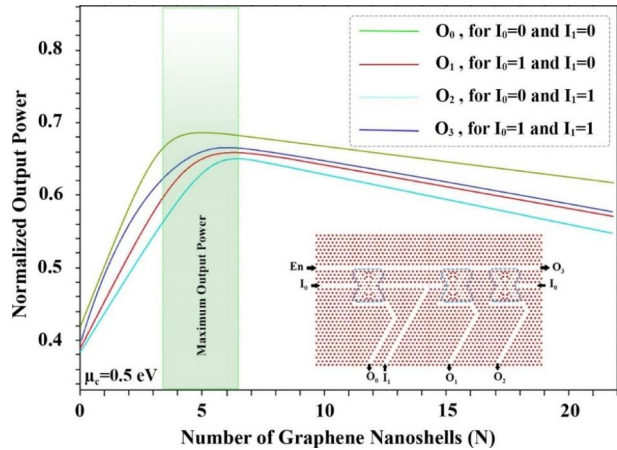 0.8
0.7
0.6
0.5
0.4
Normalized Output Power
O₀ , for I₀=0 and I₁=0
O₁ , for I₀=1 and I₁=0
O₂ , for I₀=0 and I₁=1
O₃ , for I₀=1 and I₁=1
Maximum Output Power
En
O₃
I₀
I₀
O₀ I₁ O₁ O₂
μc=0.5 eV
0 5 10 15 20
Number of Graphene Nanoshells (N)